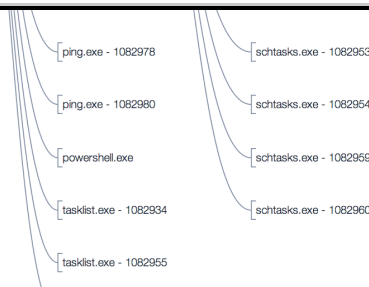 ping.exe - 1082978
schtasks.exe - 1082953
ping.exe - 1082980
schtasks.exe - 1082954
powershell.exe
schtasks.exe - 1082959
tasklist.exe - 1082934
schtasks.exe - 1082960
tasklist.exe - 1082955